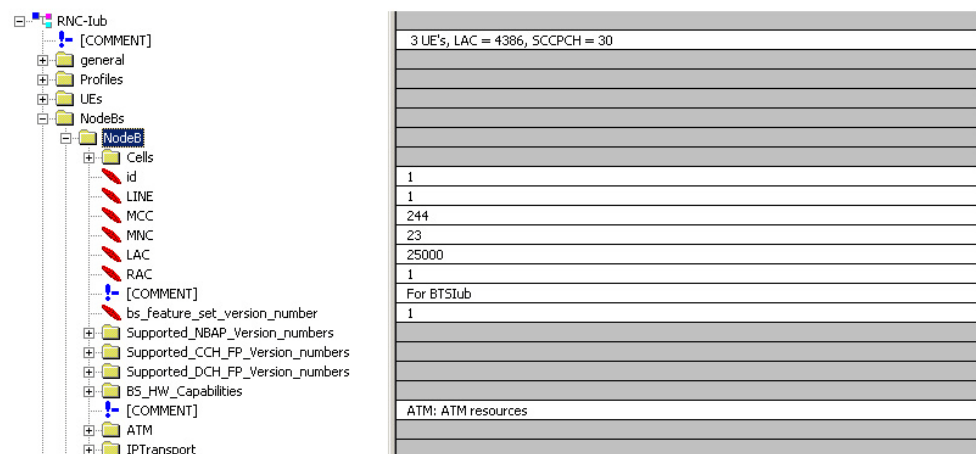 RNC-Iub
[COMMENT] 3 UE's, LAC = 4386, SCCPCH = 30
general
Profiles
UEs
NodeBs
NodeB
Cells
id 1
LINE 1
MCC 244
MNC 23
LAC 25000
RAC 1
[COMMENT] For BTSIub
bs_feature_set_version_number 1
Supported_NBAP_Version_numbers
Supported_CCH_FP_Version_numbers
Supported_DCH_FP_Version_numbers
BS_HW_Capabilities
[COMMENT] ATM: ATM resources
ATM
IPTransport